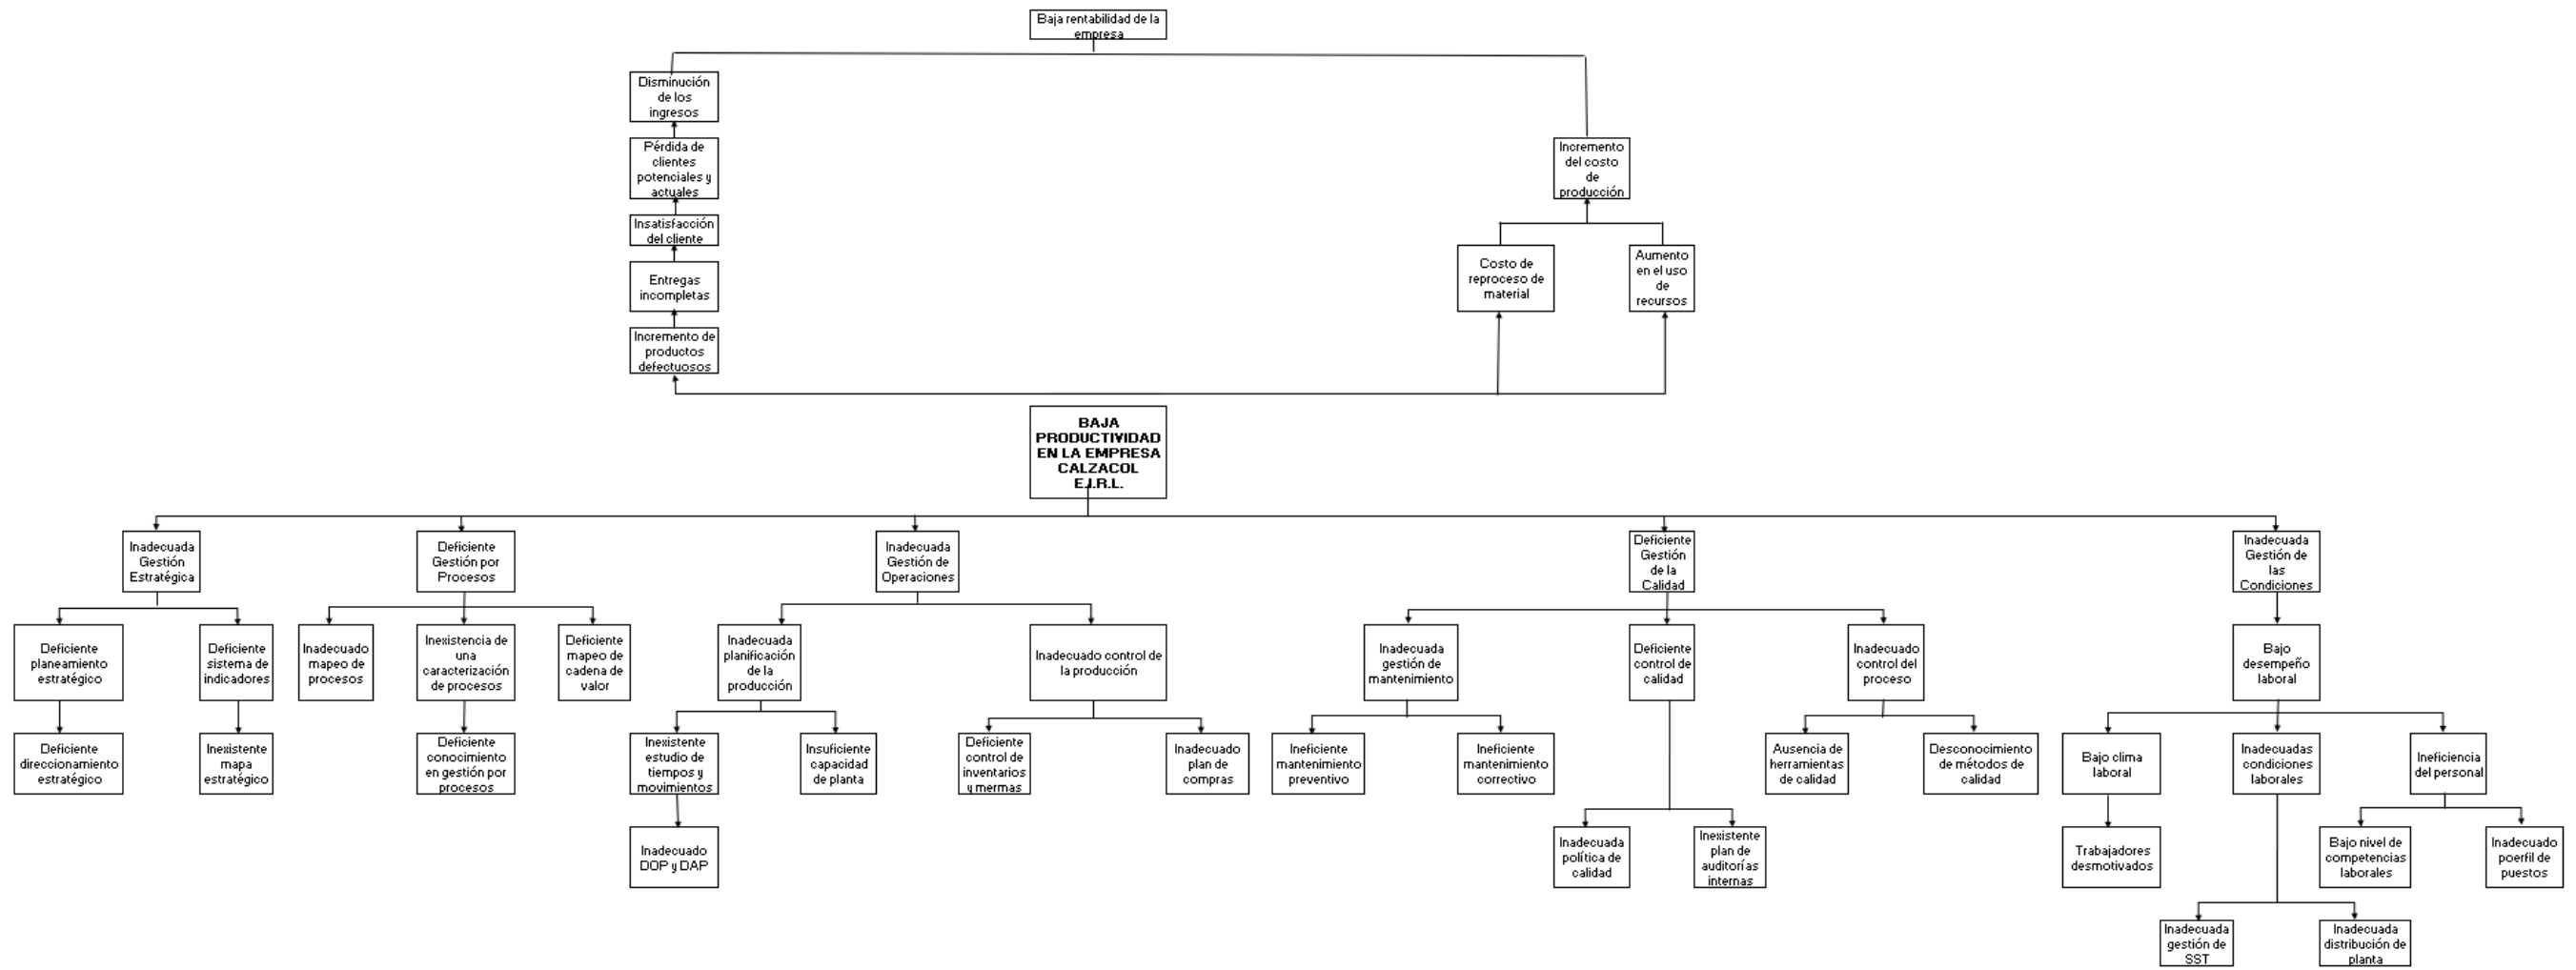 Baja rentabilidad de la
empresa
Disminución
de los
ingresos
Pérdida de
clientes
potenciales y
actuales
Incremento
del costo
de
producción
Insatisfacción
del cliente
Entregas
incompletas
Costo de
reproceso de
material
Aumento
en el uso
de
recursos
Incremento de
productos
defectuosos
BAJA
PRODUCTIVIDAD
EN LA EMPRESA
CALZACOL
E.I.R.L.
Inadecuada
Gestión
Estratégica
Deficiente
Gestión por
Procesos
Inadecuada
Gestión de
Operaciones
Deficiente
Gestión
de la
Calidad
Inadecuada
Gestión de
las
Condiciones
Deficiente
planeamiento
estratégico
Deficiente
sistema de
indicadores
Inadecuado
mapeo de
procesos
Inexistencia de
una
caracterización
de procesos
Deficiente
mapeo de
cadena de
valor
Inadecuada
planificación
de la
producción
Inadecuado control de
la producción
Inadecuada
gestión de
mantenimiento
Deficiente
control de
calidad
Inadecuado
control del
proceso
Bajo
desempeño
laboral
Deficiente
direccionamiento
estratégico
Inexistente
mapa
estratégico
Deficiente
conocimiento
en gestión por
procesos
Inexistente
estudio de
tiempos y
movimientos
Insuficiente
capacidad
de planta
Deficiente
control de
inventarios
y mermas
Inadecuado
plan de
compras
Ineficiente
mantenimiento
preventivo
Ineficiente
mantenimiento
correctivo
Ausencia de
herramientas
de calidad
Desconocimiento
de métodos de
calidad
Bajo clima
laboral
Inadecuadas
condiciones
laborales
Ineficiencia
del personal
Inadecuado
DOP y DAP
Inadecuada
política de
calidad
Inexistente
plan de
auditorías
internas
Trabajadores
desmotivados
Bajo nivel de
competencias
laborales
Inadecuado
poerfil de
puestos
Inadecuada
gestión de
SST
Inadecuada
distribución de
planta